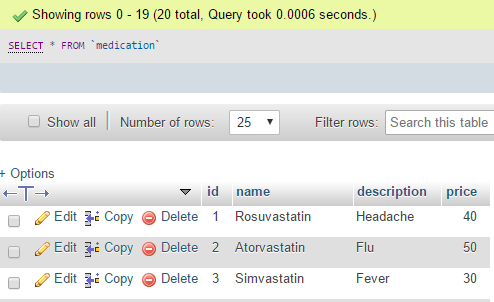 Showing rows 0 - 19 (20 total, Query took 0.0006 seconds.)
SELECT * FROM `medication`
Show all Number of rows: 25 Filter rows: Search this table
+ Options
id name description price
Edit Copy Delete 1 Rosuvastatin Headache 40
Edit Copy Delete 2 Atorvastatin Flu 50
Edit Copy Delete 3 Simvastatin Fever 30